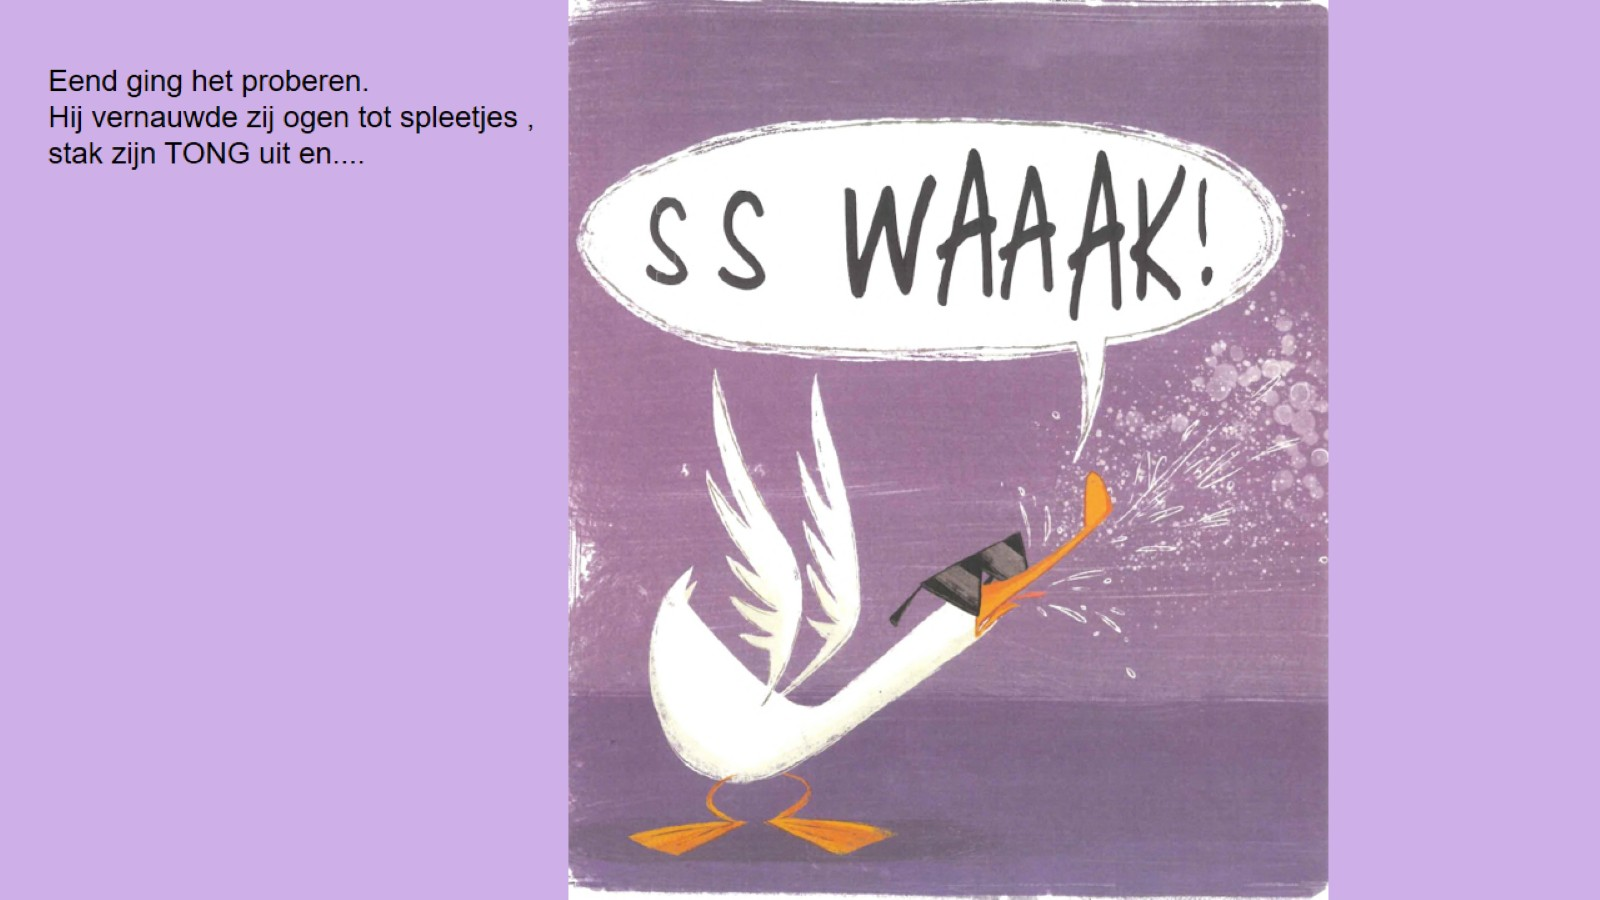 Eend ging het proberen.
Hij vernauwde zij ogen tot spleetjes ,
stak zijn TONG uit en....
SS WAAAK!